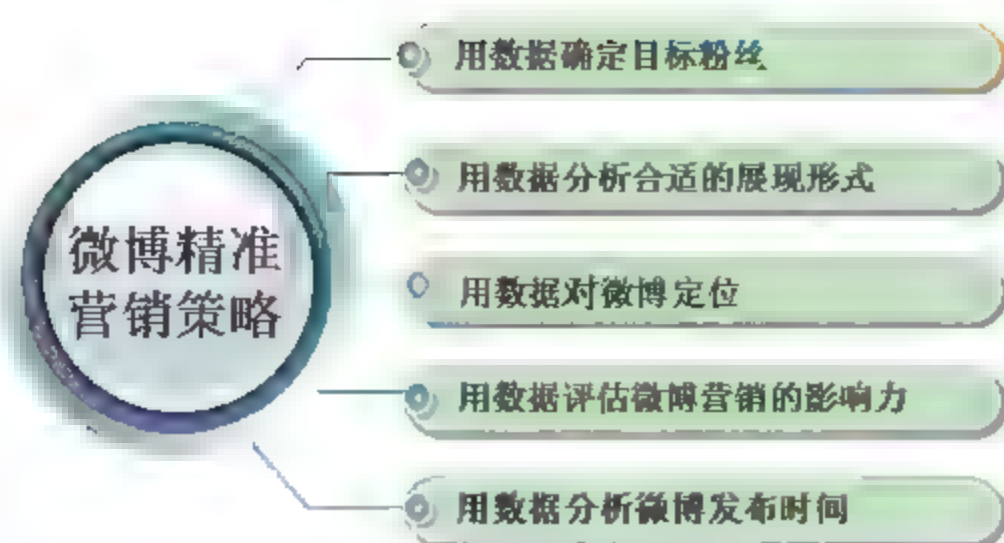 微博精准
营销策略
用数据确定目标粉丝
用数据分析合适的展现形式
用数据对微博定位
用数据评估微博营销的影响力
用数据分析微博发布时间